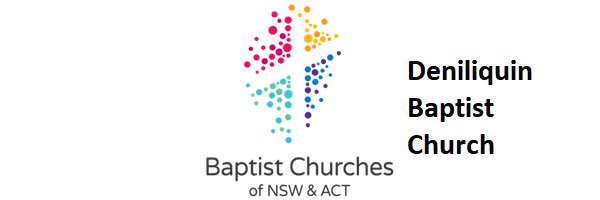 Baptist Churches
of NSW & ACT
Deniliquin
Baptist
Church